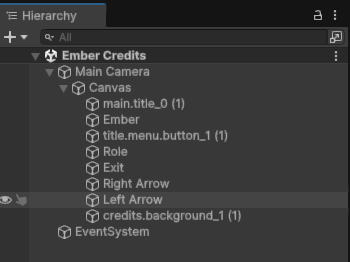 Hierarchy
All
Ember Credits
Main Camera
Canvas
main.title_0 (1)
Ember
title.menu.button_1 (1)
Role
Exit
Right Arrow
Left Arrow
credits.background_1 (1)
EventSystem